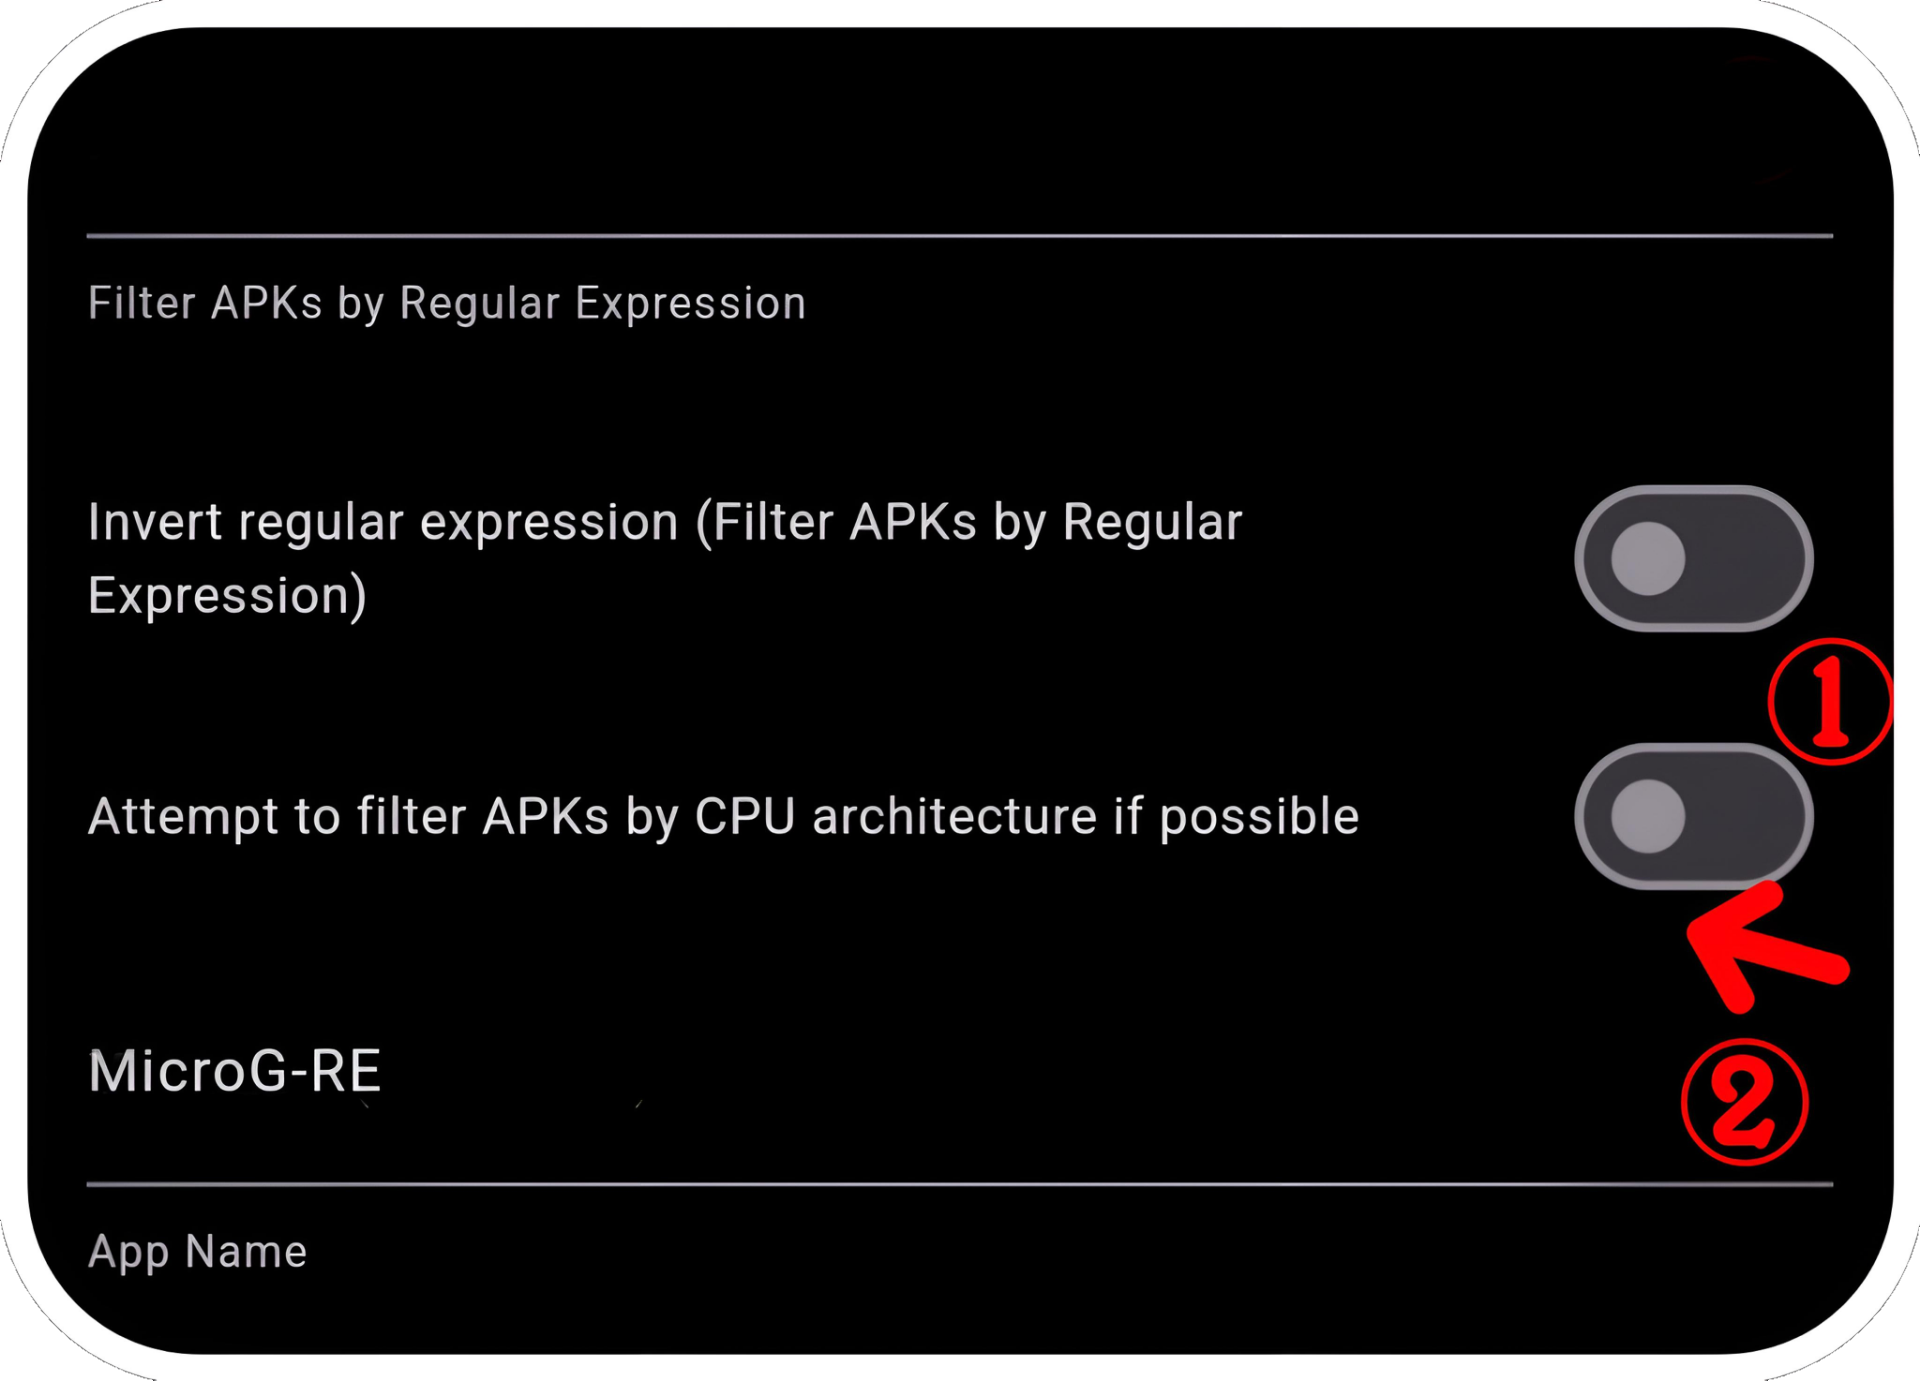 Filter APKs by Regular Expression
Invert regular expression (Filter APKs by Regular
Expression)
1
Attempt to filter APKs by CPU architecture if possible
MicroG-RE
2
App Name